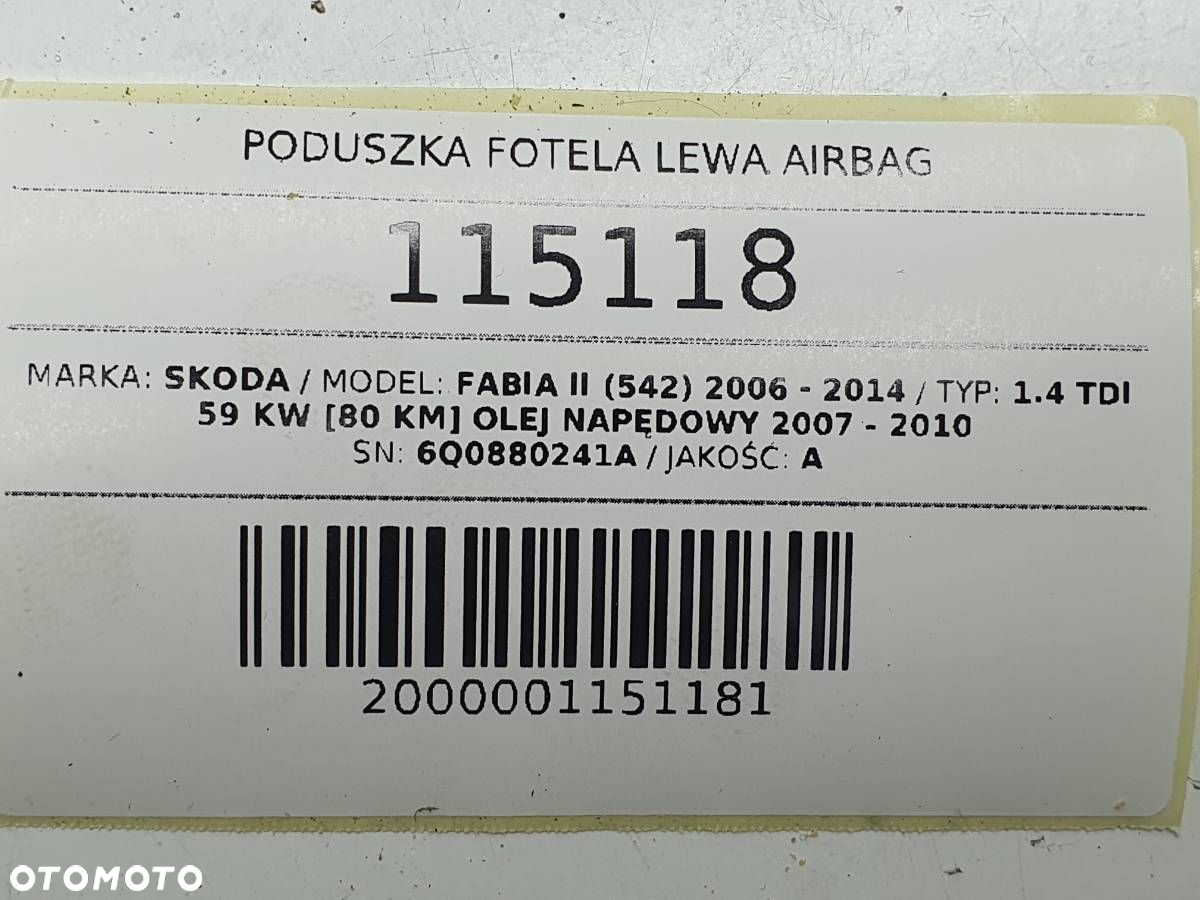 PODUSZKA FOTELA LEWA AIRBAG
115118
MARKA: SKODA / MODEL: FABIA II (542) 2006 - 2014 / TYP: 1.4 TDI
59 KW [80 KM] OLEJ NAPĘDOWY 2007 - 2010
SN: 6Q0880241A / JAKOŚĆ: A
2000001151181
OTOMOTO